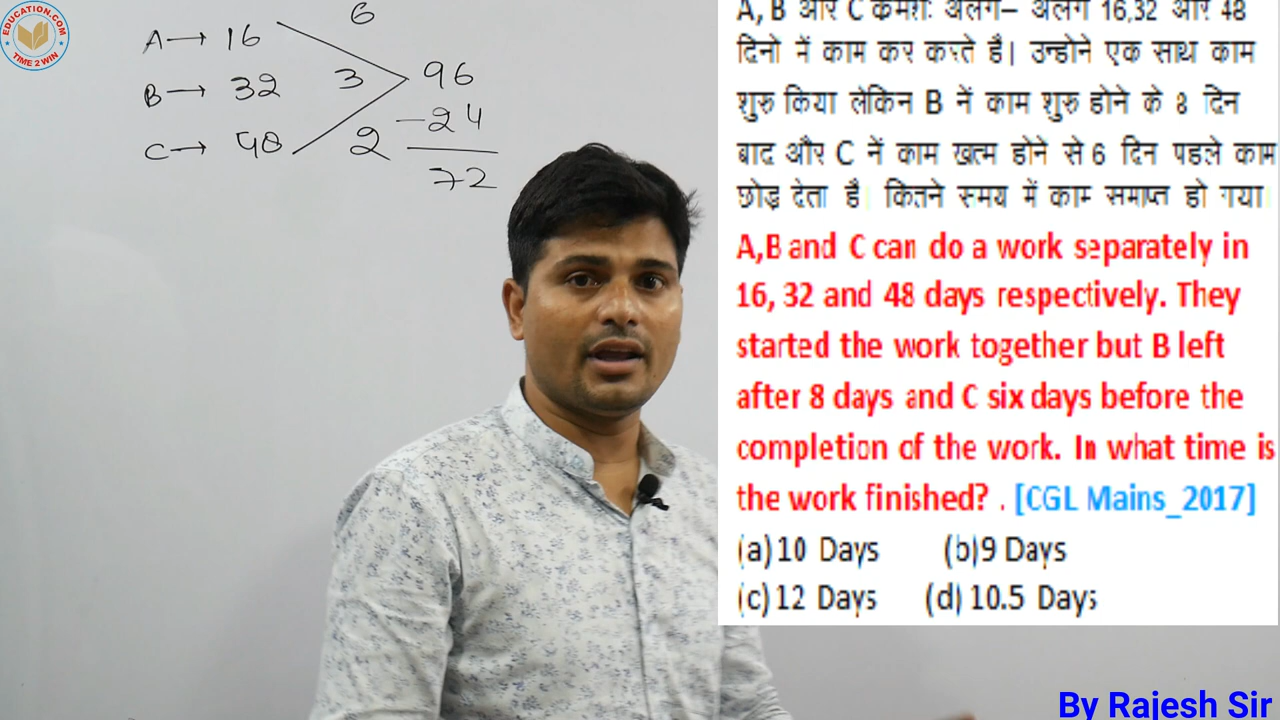 EDUCATION.COM
TIME 2 WIN
6
A → 16
B → 32 3 96
-24
C → 48 2
72
A, B और C क्रमशः अलग– अलग 16,32 और 48
दिनो में काम कर करते है। उन्होने एक साथ काम
शुरु किया लेकिन B नें काम शुरु होने के 8 दिन
बाद और C नें काम खत्म होने से 6 दिन पहले काम
छोड़ देता है। कितने समय में काम समाप्त हो गया
A,B and C can do a work separately in
16, 32 and 48 days respectively. They
started the work together but B left
after 8 days and C six days before the
completion of the work. In what time is
the work finished? . [CGL Mains_2017]
(a)10 Days (b)9 Days
(c)12 Days (d)10.5 Days
By Rajesh Sir